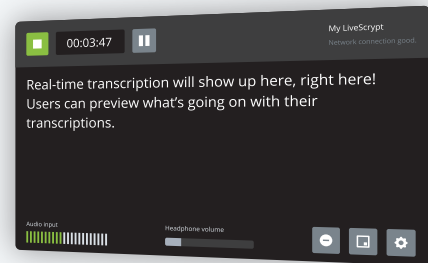 00:03:47
My LiveScrypt
Network connection good.
Real-time transcription will show up here, right here!
Users can preview what's going on with their
transcriptions.
Audio input
Headphone volume